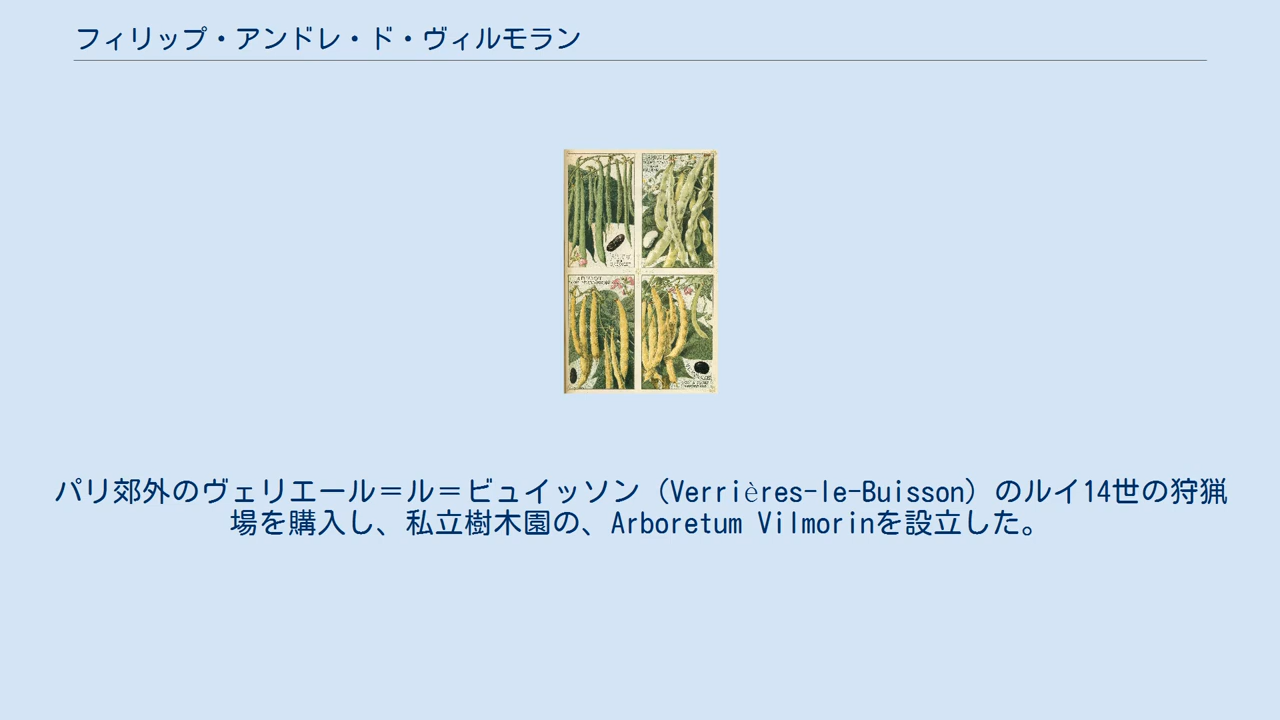 フィリップ・アンドレ・ド・ヴィルモラン
パリ郊外のヴェリエール＝ル＝ビュイッソン（Verrières-le-Buisson）のルイ14世の狩猟
場を購入し、私立樹木園の、Arboretum Vilmorinを設立した。